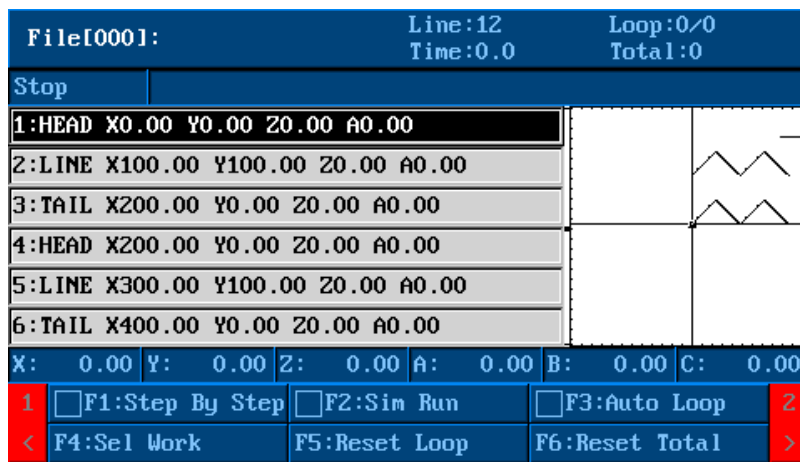 File[000]:
Line:12
Loop:0/0
Time:0.0
Total:0
Stop
1:HEAD X0.00 Y0.00 Z0.00 A0.00
2:LINE X100.00 Y100.00 Z0.00 A0.00
3:TAIL X200.00 Y0.00 Z0.00 A0.00
4:HEAD X200.00 Y0.00 Z0.00 A0.00
5:LINE X300.00 Y100.00 Z0.00 A0.00
6:TAIL X400.00 Y0.00 Z0.00 A0.00
X: 0.00 Y: 0.00 Z: 0.00 A: 0.00 B: 0.00 C: 0.00
1 F1:Step By Step F2:Sim Run F3:Auto Loop 2
< F4:Sel Work F5:Reset Loop F6:Reset Total >